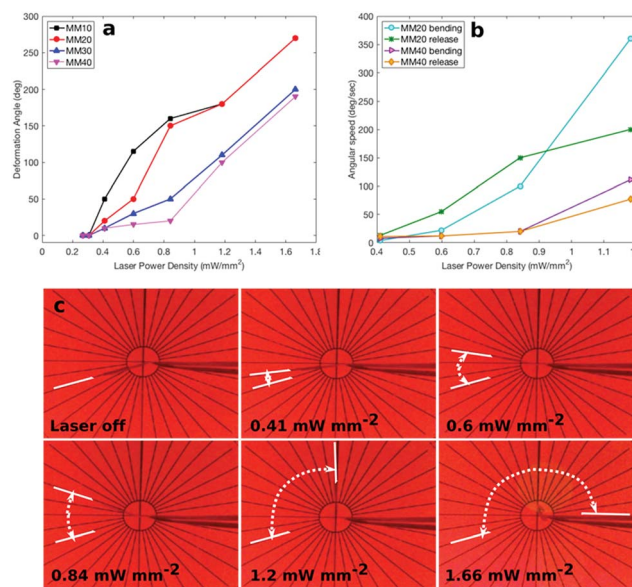 a
MM10
MM20
MM30
MM40
300
250
200
150
100
50
0
0 0.2 0.4 0.6 0.8 1 1.2 1.4 1.6 1.8
Deformation Angle (deg)
Laser Power Density (mW/mm²)
b
MM20 bending
MM20 release
MM40 bending
MM40 release
400
350
300
250
200
150
100
50
0
0.4 0.5 0.6 0.7 0.8 0.9 1 1.1
Angular speed (deg/sec)
Laser Power Density (mW/mm²)
c
Laser off
0.41 mW mm⁻²
0.6 mW mm⁻²
0.84 mW mm⁻²
1.2 mW mm⁻²
1.66 mW mm⁻²